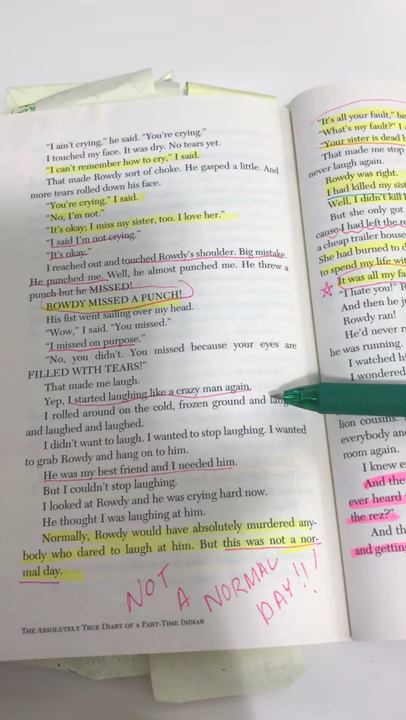 "I ain't crying," he said. "You're crying."
I touched my face. It was dry. No tears yet.
"I can't remember how to cry," I said.
That made Rowdy sort of choke. He gasped a little. And
more tears rolled down his face.
"You're crying," I said.
"No, I'm not."
"It's okay; I miss my sister, too. I love her."
"I said I'm not crying."
"It's okay."
I reached out and touched Rowdy's shoulder. Big mistake.
He punched me. Well, he almost punched me. He threw a
punch but he MISSED!
ROWDY MISSED A PUNCH!
His fist went sailing over my head.
"Wow," I said. "You missed."
"I missed on purpose."
"No, you didn't. You missed because your eyes are
FILLED WITH TEARS!"
That made me laugh.
Yep, I started laughing like a crazy man again.
I rolled around on the cold, frozen ground and
and laughed and laughed.
I didn't want to laugh. I wanted to stop laughing. I wanted
to grab Rowdy and hang on to him.
He was my best friend and I needed him.
But I couldn't stop laughing.
I looked at Rowdy and he was crying hard now.
He thought I was laughing at him.
Normally, Rowdy would have absolutely murdered any-
body who dared to laugh at him. But this was not a nor-
mal day.
NOT
A NORMAL
DAY!!!
THE ABSOLUTELY TRUE DIARY OF A PART-TIME INDIAN
"It's all your fault," he
"What's my fault?" I
"Your sister is dead
That made me stop
never laugh again.
Rowdy was right.
I had killed my sis
Well, I didn't kill
But she only got
cause I had left the
a cheap trailer house
She had burned to
to spend my life wi
It was all my fa
"I hate you!"
And then he
Rowdy ran!
He'd never
he was running.
I watched
I wondered
lion cousins.
everybody and
room again.
I knew
And the
ever heard
the rez?"
And th
and getting